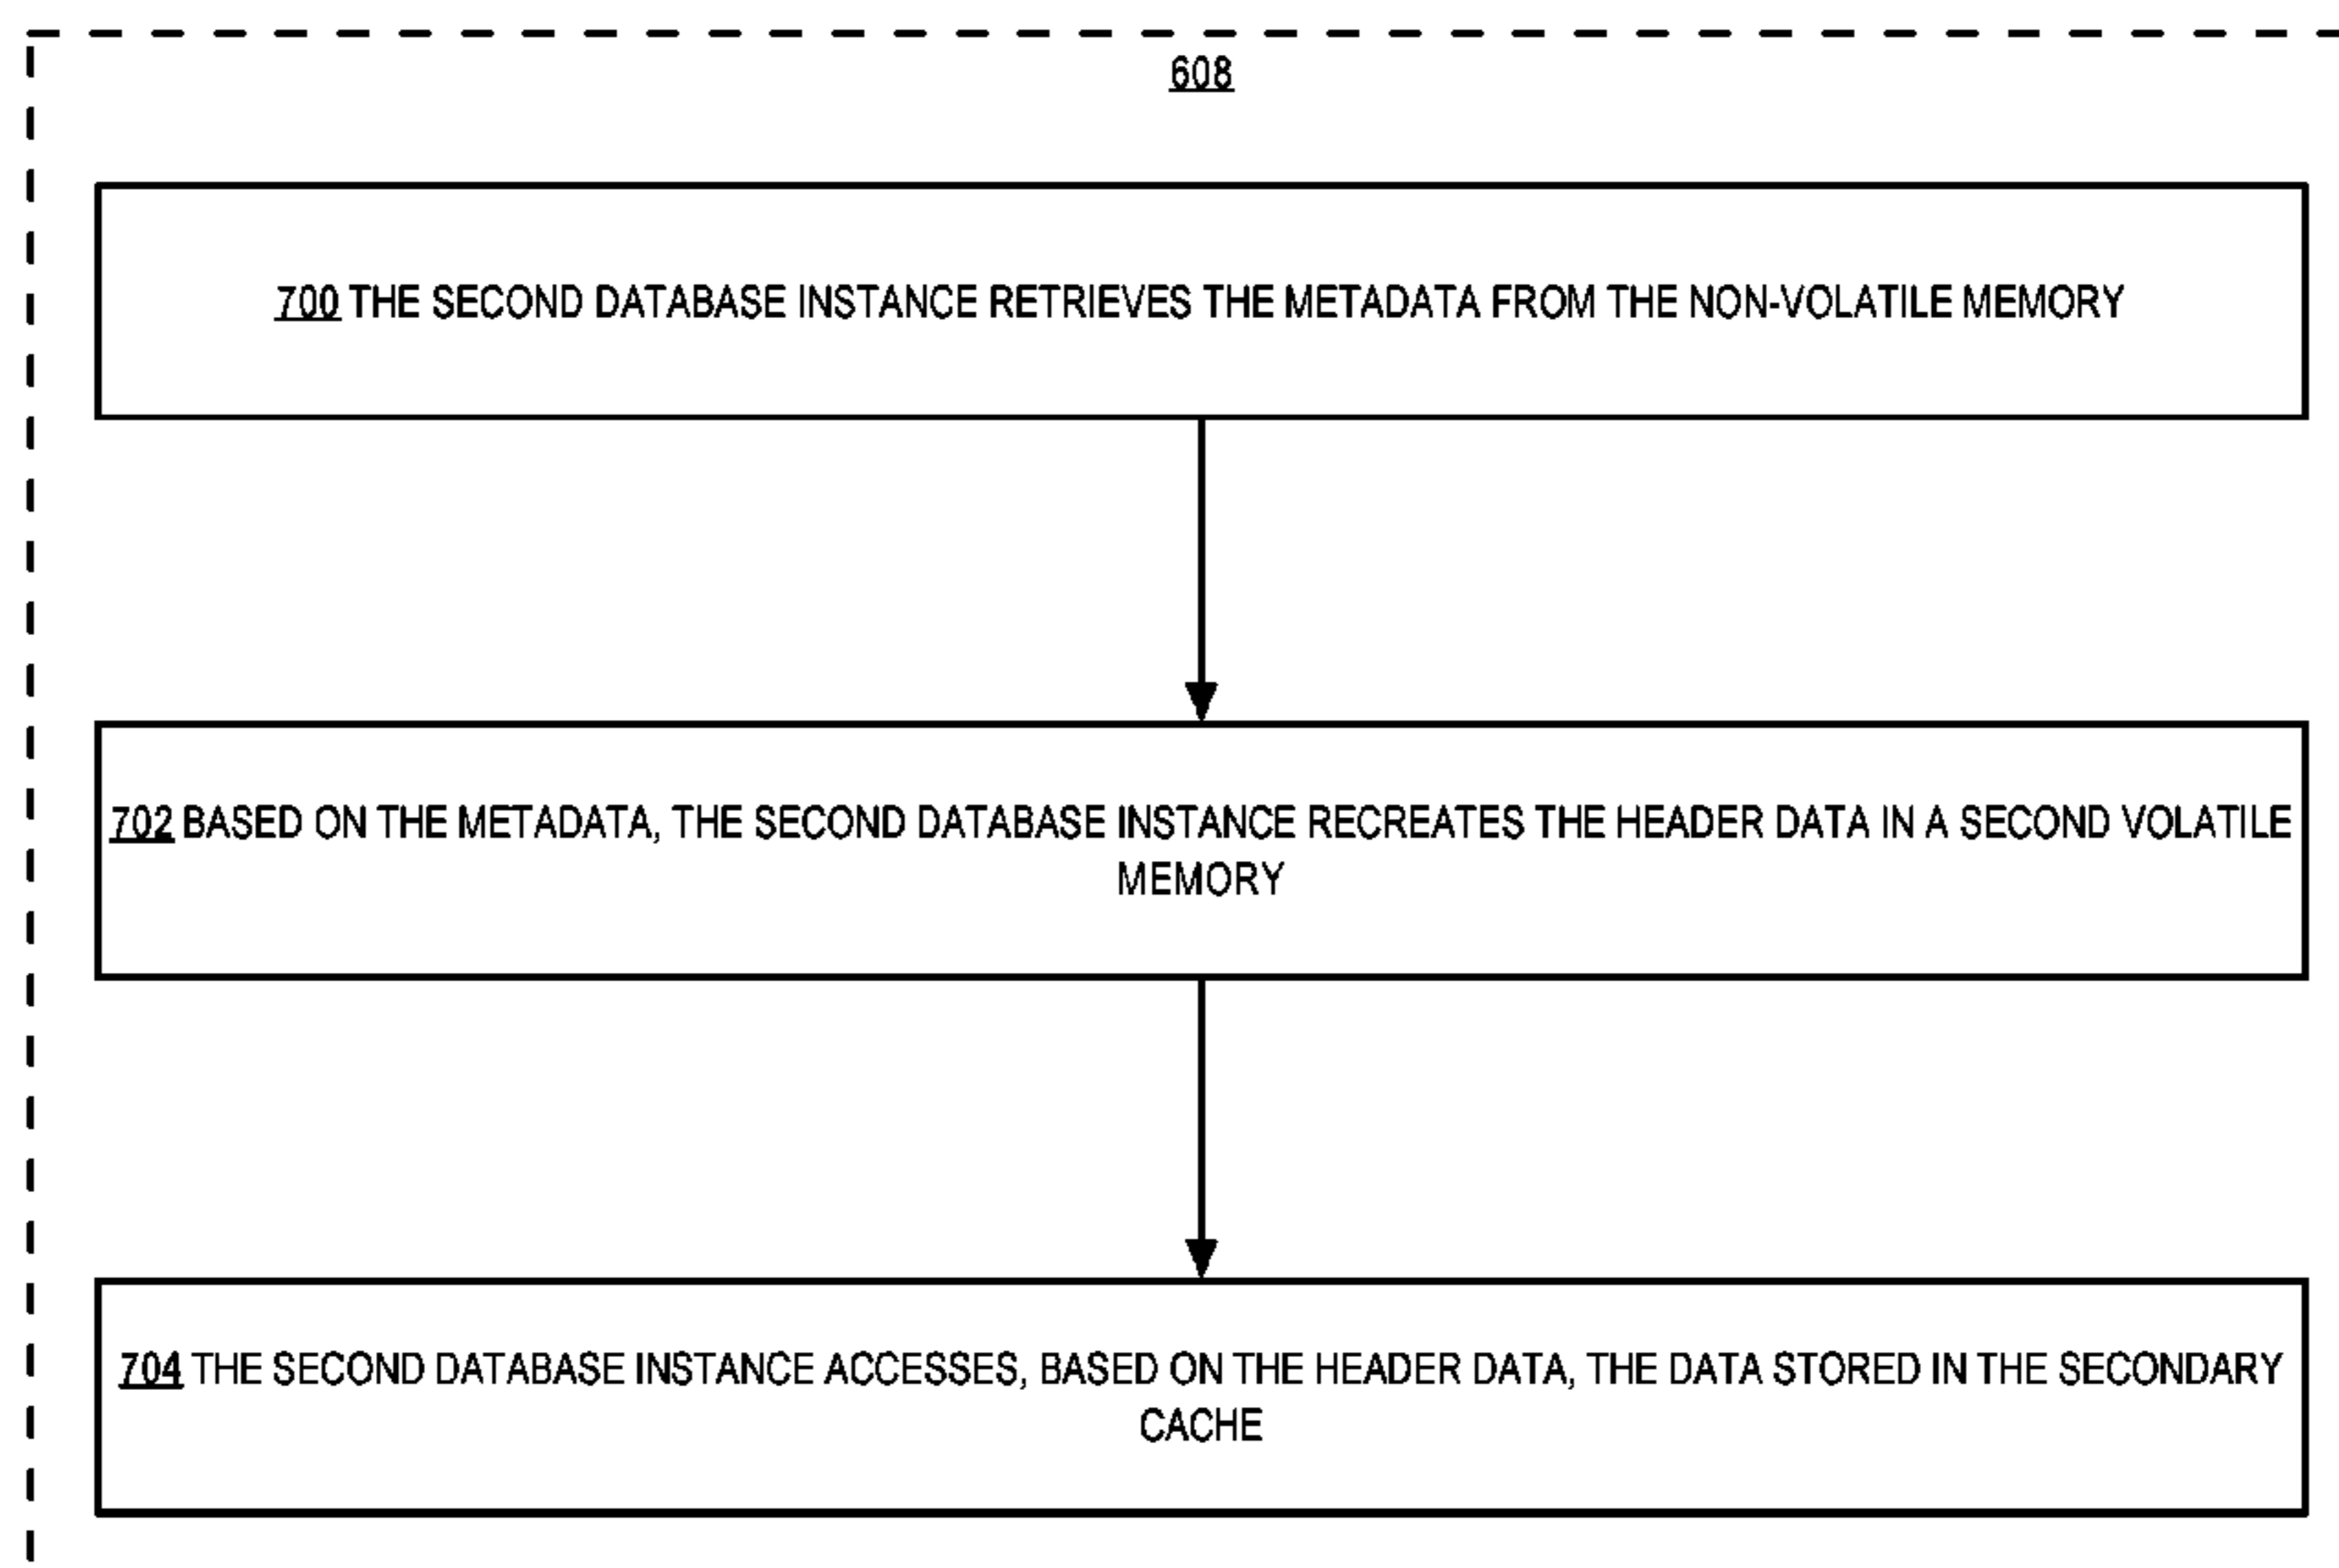 608
700 THE SECOND DATABASE INSTANCE RETRIEVES THE METADATA FROM THE NON-VOLATILE MEMORY
702 BASED ON THE METADATA, THE SECOND DATABASE INSTANCE RECREATES THE HEADER DATA IN A SECOND VOLATILE
MEMORY
704 THE SECOND DATABASE INSTANCE ACCESSES, BASED ON THE HEADER DATA, THE DATA STORED IN THE SECONDARY
CACHE